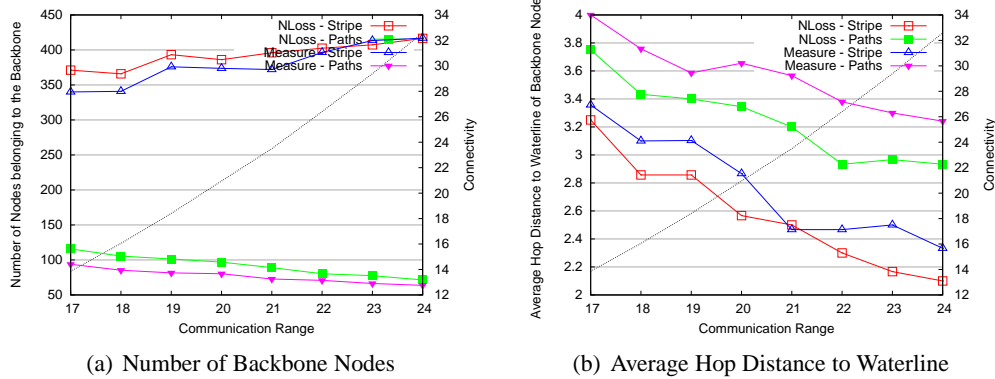 Number of Nodes belonging to the Backbone
450
400
350
300
250
200
150
100
50
17 18 19 20 21 22 23 24
Communication Range
34
32
30
28
26
24
22
20
18
16
14
12
Connectivity
NLoss - Stripe
NLoss - Paths
Measure - Stripe
Measure - Paths
(a) Number of Backbone Nodes
Average Hop Distance to Waterline of Backbone Node
4
3.8
3.6
3.4
3.2
3
2.8
2.6
2.4
2.2
2
17 18 19 20 21 22 23 24
Communication Range
34
32
30
28
26
24
22
20
18
16
14
12
Connectivity
NLoss - Stripe
NLoss - Paths
Measure - Stripe
Measure - Paths
(b) Average Hop Distance to Waterline